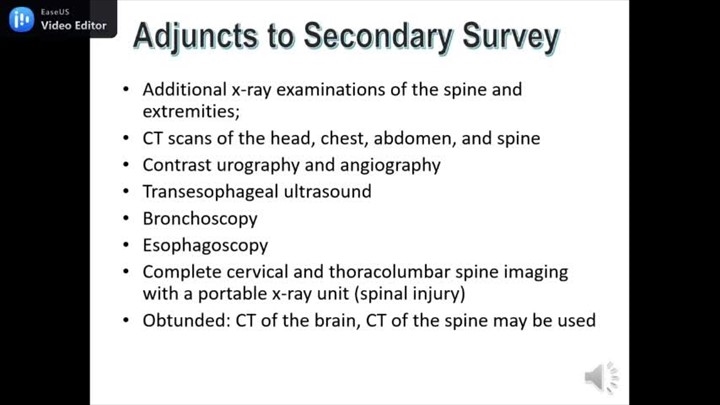 EaseUS
Video Editor
Adjuncts to Secondary Survey
• Additional x-ray examinations of the spine and
extremities;
• CT scans of the head, chest, abdomen, and spine
• Contrast urography and angiography
• Transesophageal ultrasound
• Bronchoscopy
• Esophagoscopy
• Complete cervical and thoracolumbar spine imaging
with a portable x-ray unit (spinal injury)
• Obtunded: CT of the brain, CT of the spine may be used